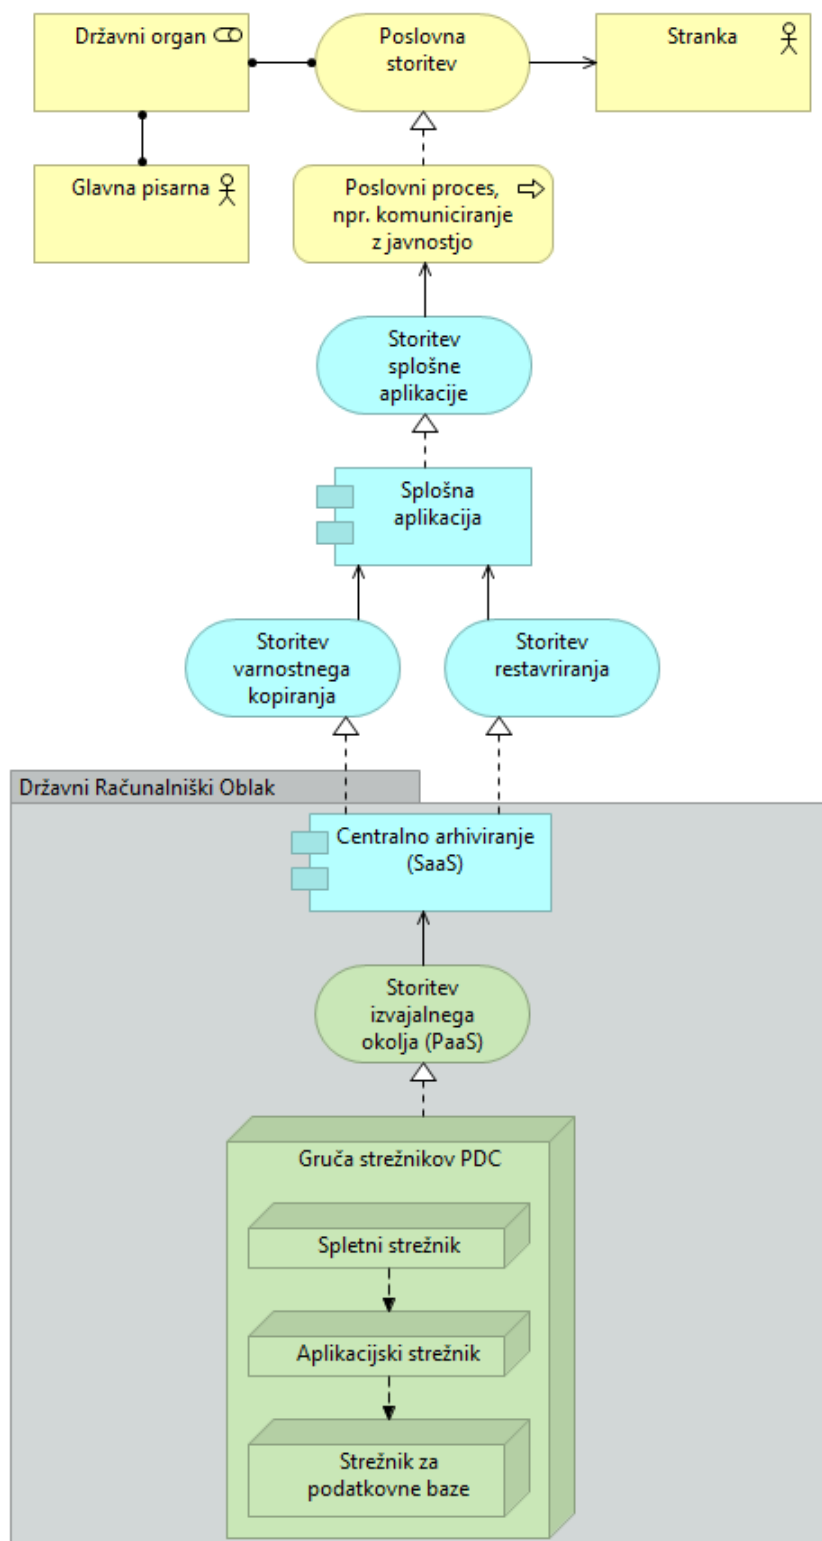 Državni organ
Poslovna
storitev
Stranka
Glavna pisarna
Poslovni proces,
npr. komuniciranje
z javnostjo
Storitev
splošne
aplikacije
Splošna
aplikacija
Storitev
varnostnega
kopiranja
Storitev
restavriranja
Državni Računalniški Oblak
Centralno arhiviranje
(SaaS)
Storitev
izvajalnega
okolja (PaaS)
Gruča strežnikov PDC
Spletni strežnik
Aplikacijski strežnik
Strežnik za
podatkovne baze